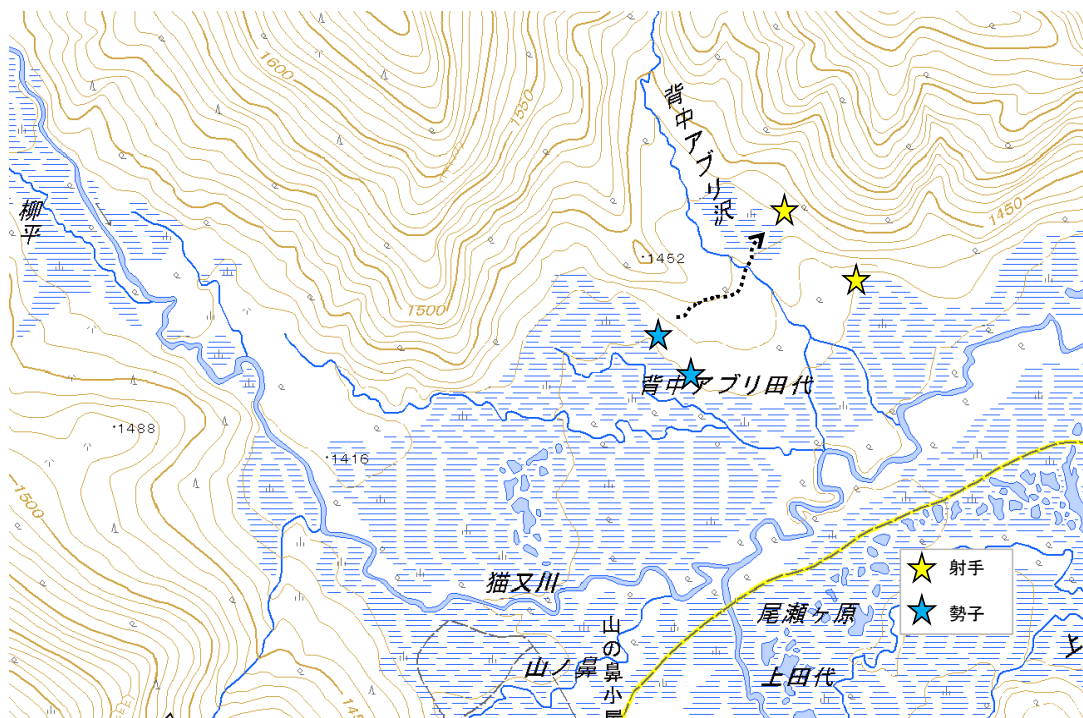 1600
1550
背中アブリ沢
柳平
1450
・1452
1500
背中アブリ田代
・1488
・1416
1500
猫又川
射手
勢子
尾瀬ヶ原
山の鼻小屋
山ノ鼻
上田代
上